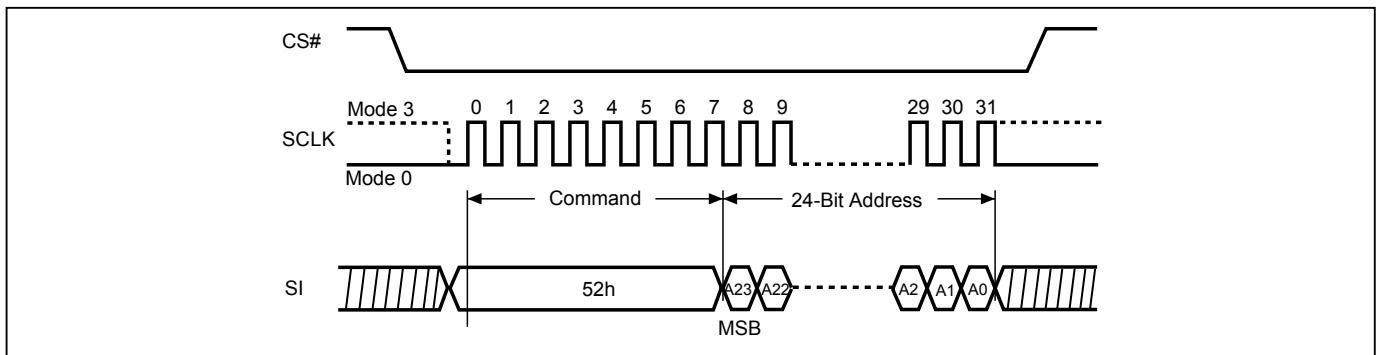 CS#
Mode 3
0 1 2 3 4 5 6 7 8 9 29 30 31
SCLK
Mode 0
Command 24-Bit Address
SI 52h A23 A22 A2 A1 A0
MSB